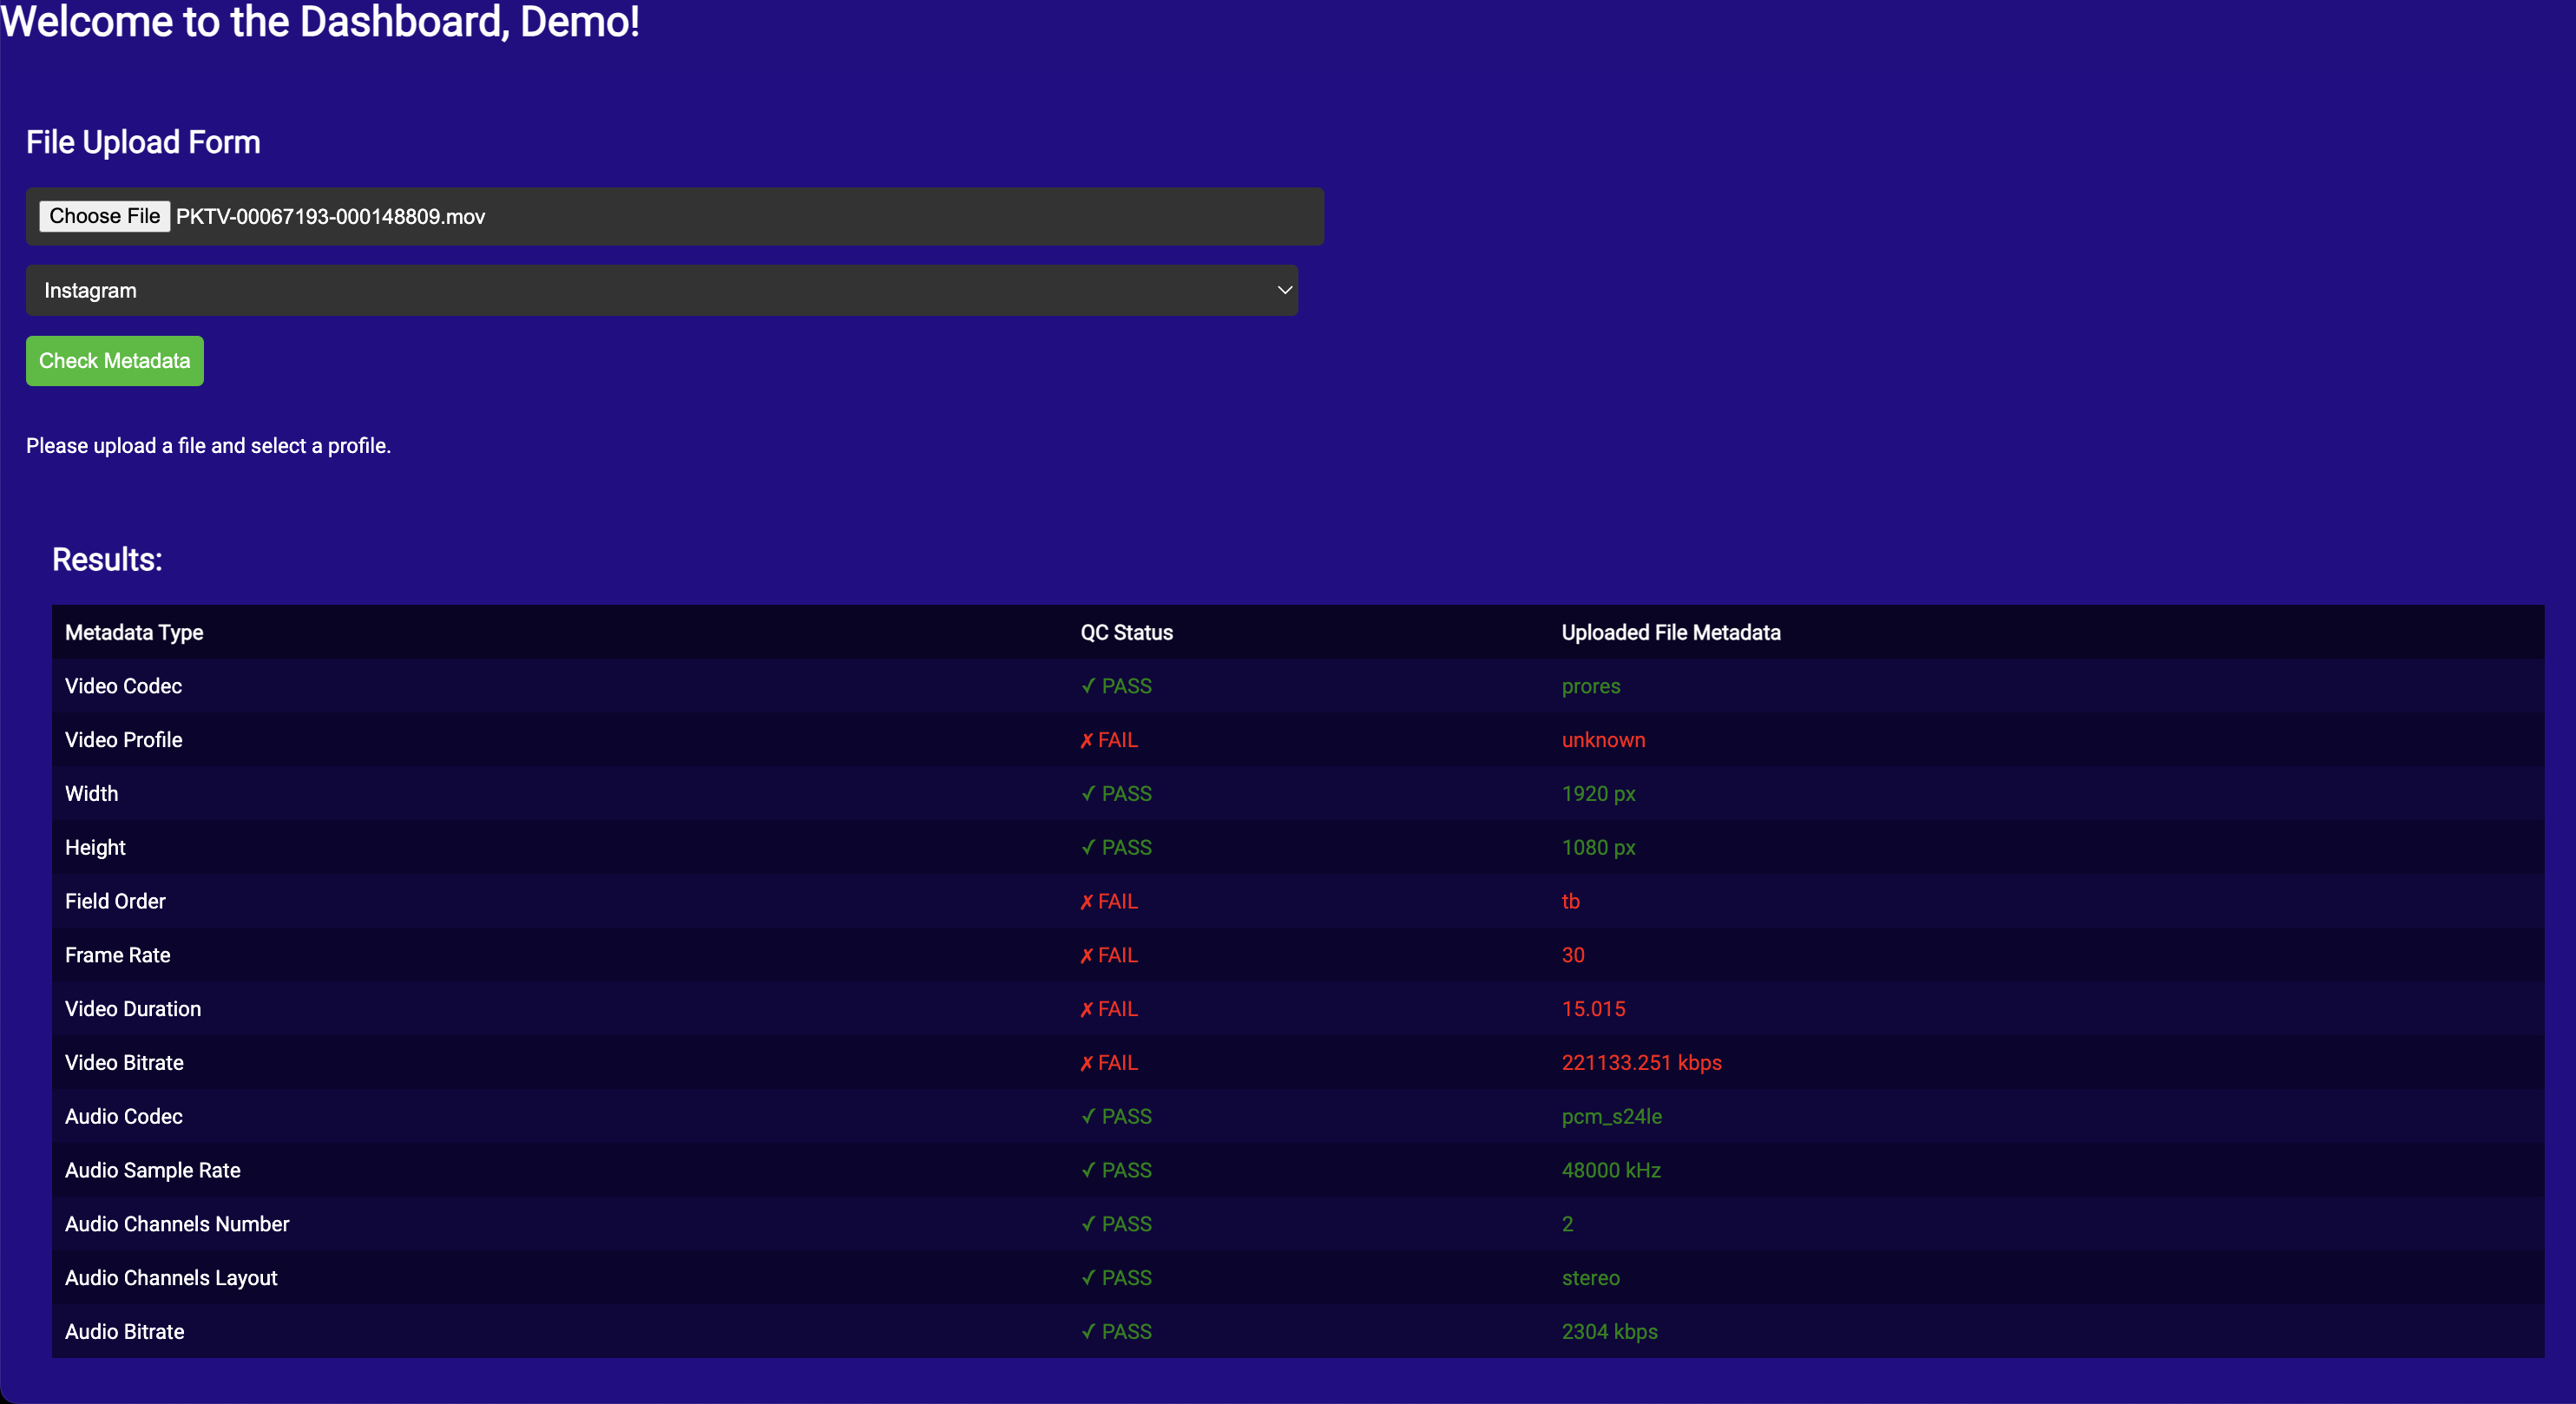 Welcome to the Dashboard, Demo!
File Upload Form
Choose File PKTV-00067193-000148809.mov
Instagram
Check Metadata
Please upload a file and select a profile.
Results:
Metadata Type QC Status Uploaded File Metadata
Video Codec ✓ PASS prores
Video Profile ✗ FAIL unknown
Width ✓ PASS 1920 px
Height ✓ PASS 1080 px
Field Order ✗ FAIL tb
Frame Rate ✗ FAIL 30
Video Duration ✗ FAIL 15.015
Video Bitrate ✗ FAIL 221133.251 kbps
Audio Codec ✓ PASS pcm_s24le
Audio Sample Rate ✓ PASS 48000 kHz
Audio Channels Number ✓ PASS 2
Audio Channels Layout ✓ PASS stereo
Audio Bitrate ✓ PASS 2304 kbps